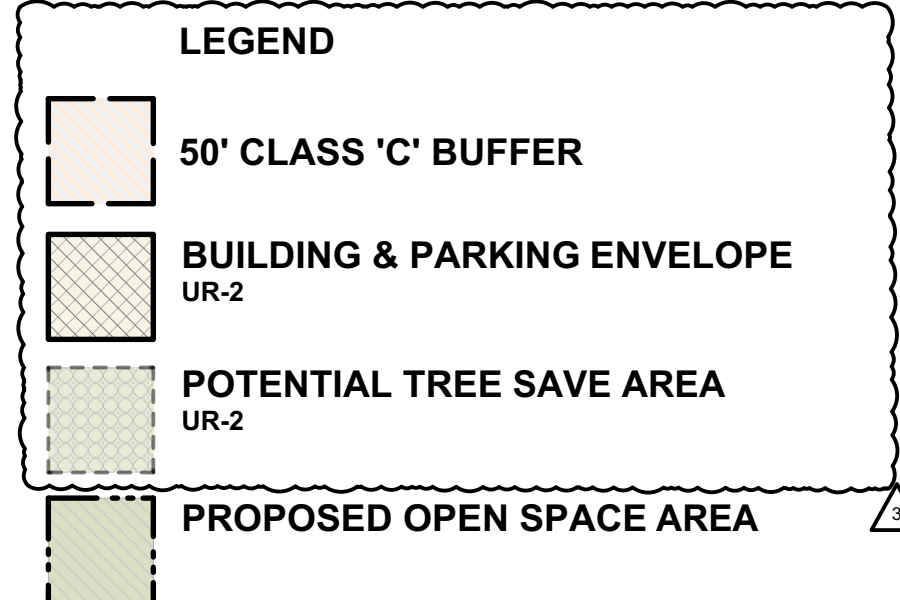 LEGEND
50' CLASS 'C' BUFFER
BUILDING & PARKING ENVELOPE
UR-2
POTENTIAL TREE SAVE AREA
UR-2
PROPOSED OPEN SPACE AREA
3